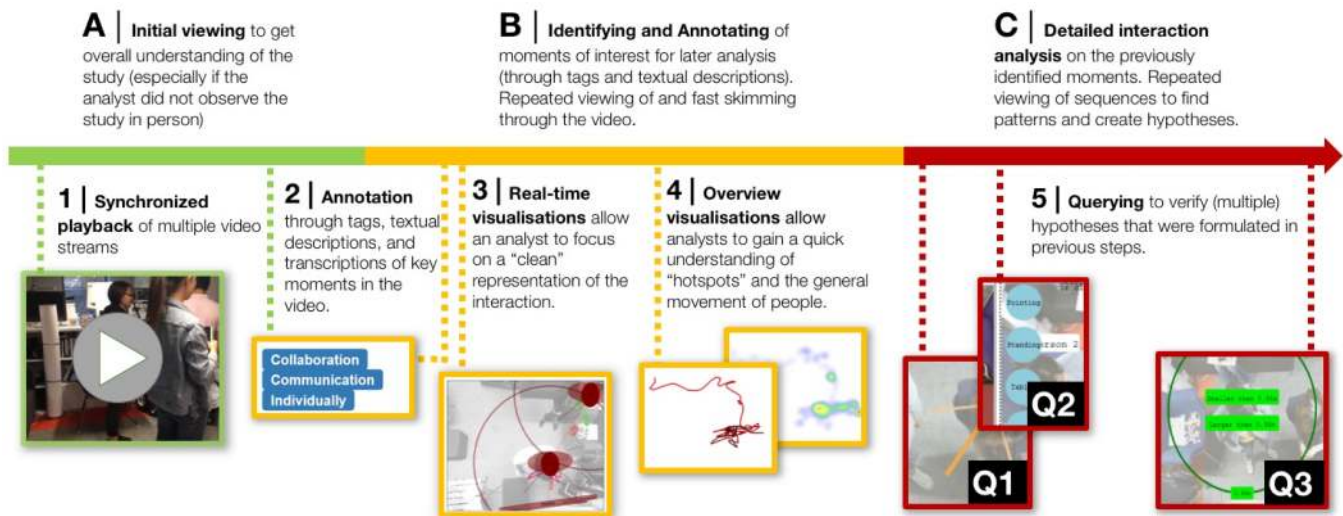 A | Initial viewing to get
overall understanding of the
study (especially if the
analyst did not observe the
study in person)
B | Identifying and Annotating of
moments of interest for later analysis
(through tags and textual descriptions).
Repeated viewing of and fast skimming
through the video.
C | Detailed interaction
analysis on the previously
identified moments. Repeated
viewing of sequences to find
patterns and create hypotheses.
1 | Synchronized
playback of multiple video
streams
2 | Annotation
through tags, textual
descriptions, and
transcriptions of key
moments in the
video.
Collaboration
Communication
Individually
3 | Real-time
visualisations allow
an analyst to focus
on a “clean”
representation of the
interaction.
4 | Overview
visualisations allow
analysts to gain a quick
understanding of
“hotspots” and the general
movement of people.
5 | Querying to verify (multiple)
hypotheses that were formulated in
previous steps.
Q1
Pointing
Q2
Smaller than
Larger than
Q3